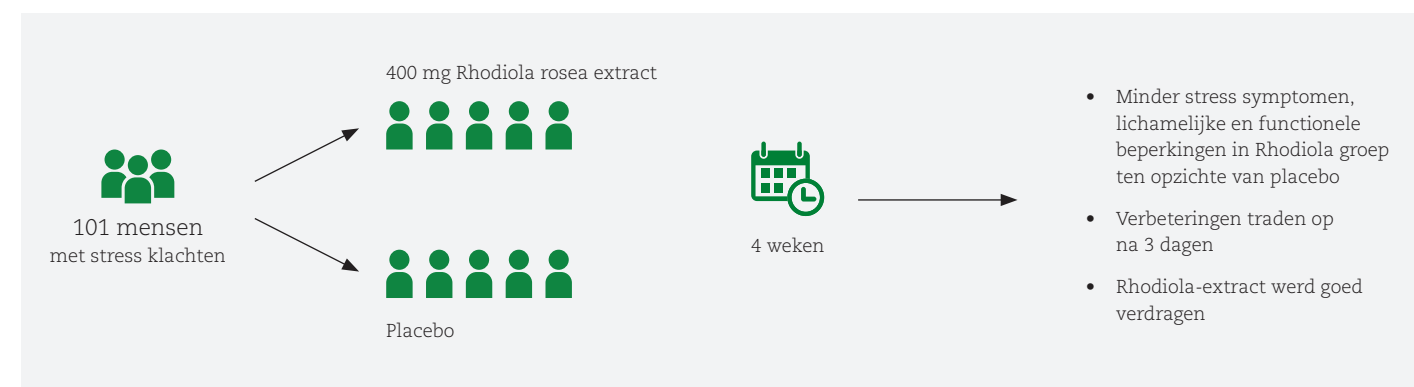 400 mg Rhodiola rosea extract
101 mensen
met stress klachten
Placebo
4 weken
• Minder stress symptomen,
lichamelijke en functionele
beperkingen in Rhodiola groep
ten opzichte van placebo
• Verbeteringen traden op
na 3 dagen
• Rhodiola-extract werd goed
verdragen